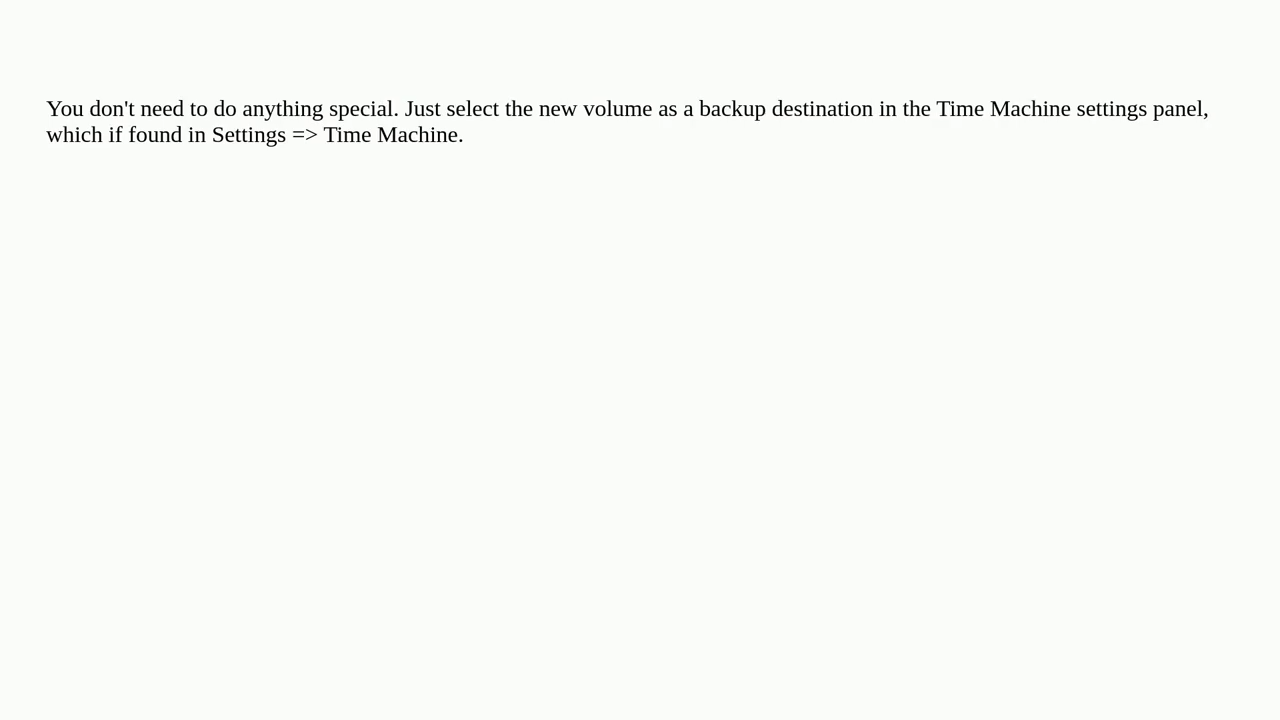 You don't need to do anything special. Just select the new volume as a backup destination in the Time Machine settings panel,
which if found in Settings => Time Machine.